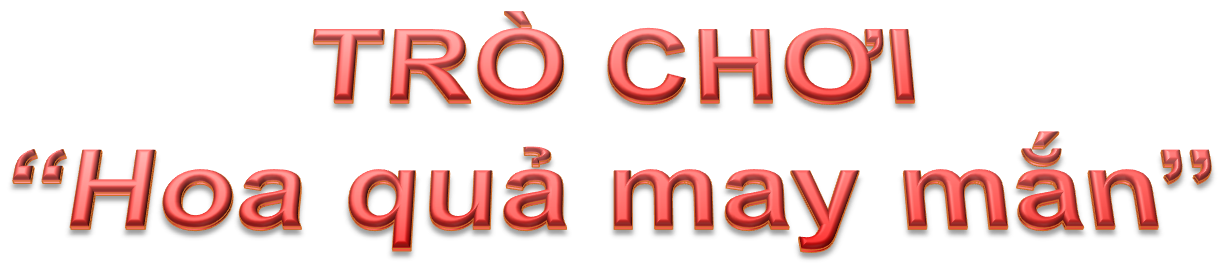 TRÒ CHƠI
“Hoa quả may mắn”